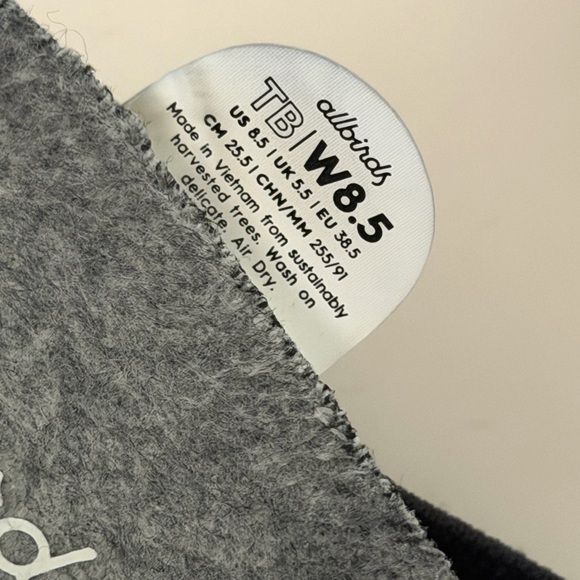 allbirds
TB | W8.5
US 8.5 | UK 5.5 | EU 38.5
CM 25.5 | CHN/MM 255/91
Made in Vietnam from sustainably
harvested trees. Wash on
delicate. Air Dry.